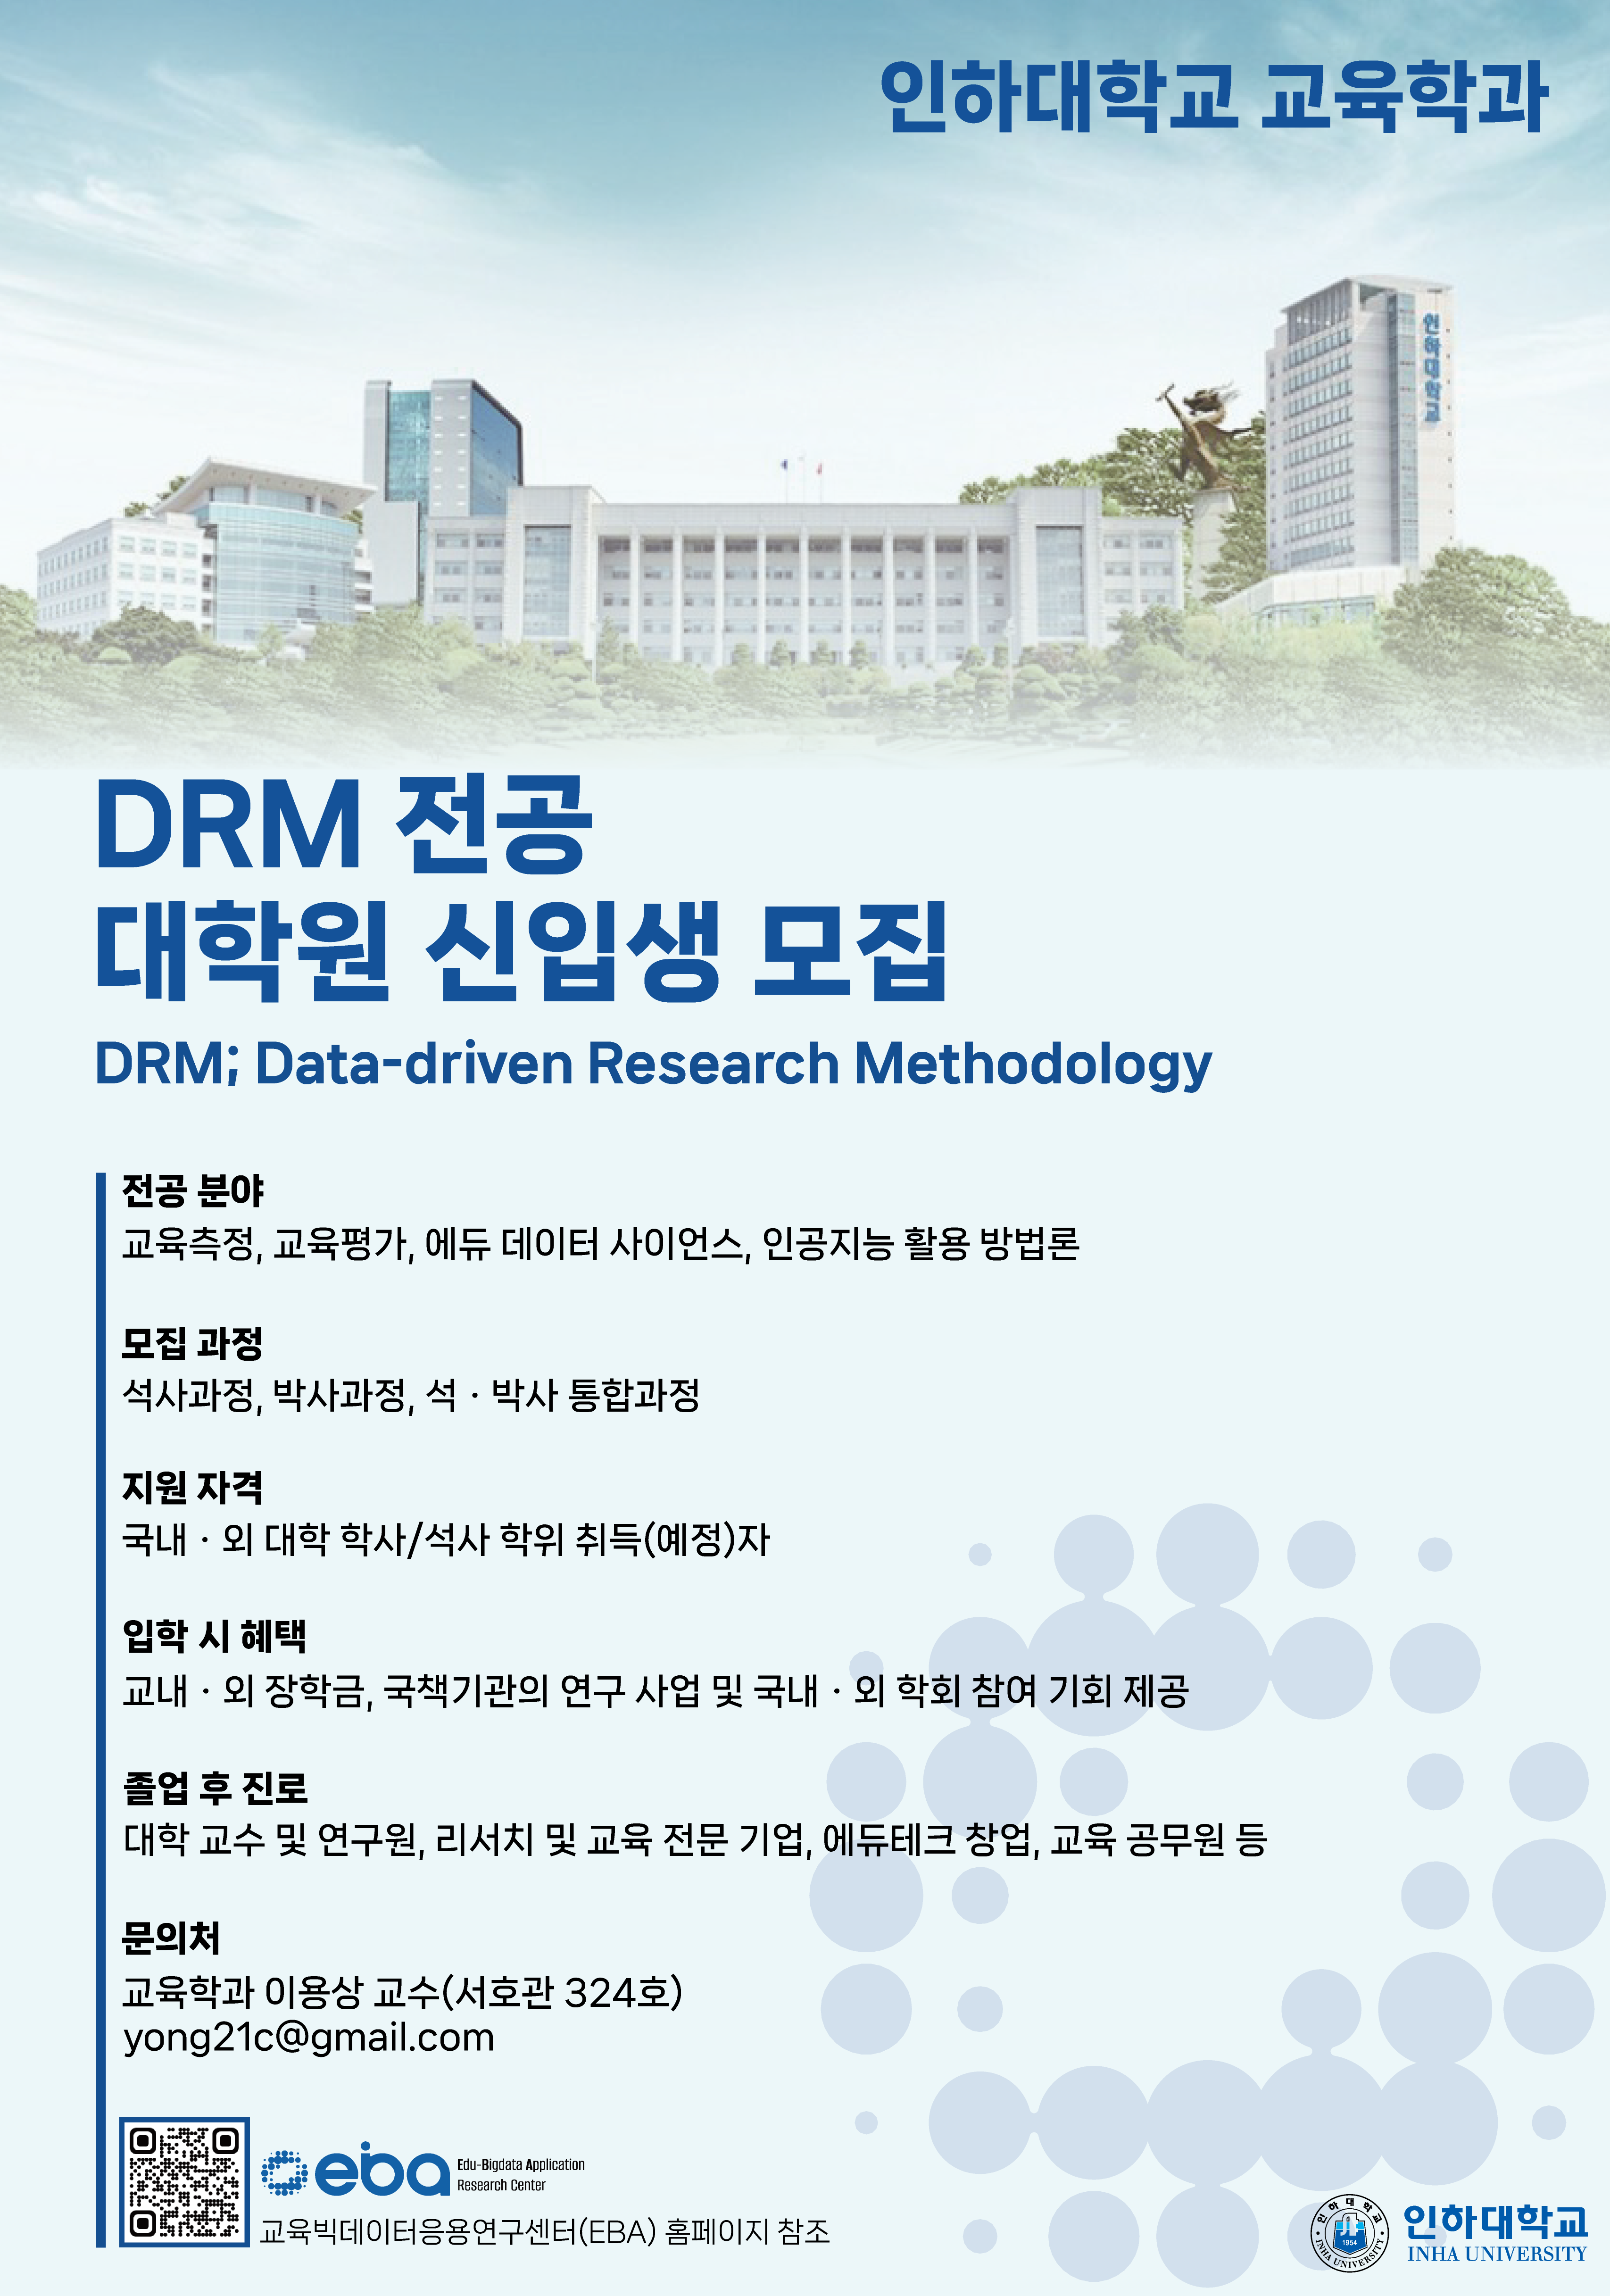 인하대학교 교육학과
인하대학교
DRM 전공
대학원 신입생 모집
DRM; Data-driven Research Methodology
전공 분야
교육측정, 교육평가, 에듀 데이터 사이언스, 인공지능 활용 방법론
모집 과정
석사과정, 박사과정, 석 · 박사 통합과정
지원 자격
국내 · 외 대학 학사/석사 학위 취득(예정)자
입학 시 혜택
교내 · 외 장학금, 국책기관의 연구 사업 및 국내 · 외 학회 참여 기회 제공
졸업 후 진로
대학 교수 및 연구원, 리서치 및 교육 전문 기업, 에듀테크 창업, 교육 공무원 등
문의처
교육학과 이용상 교수(서호관 324호)
yong21c@gmail.com
eba
Edu-Bigdata Application
Research Center
교육빅데이터응용연구센터(EBA) 홈페이지 참조
인하대학교
1954
INHA UNIVERSITY
인하대학교
INHA UNIVERSITY